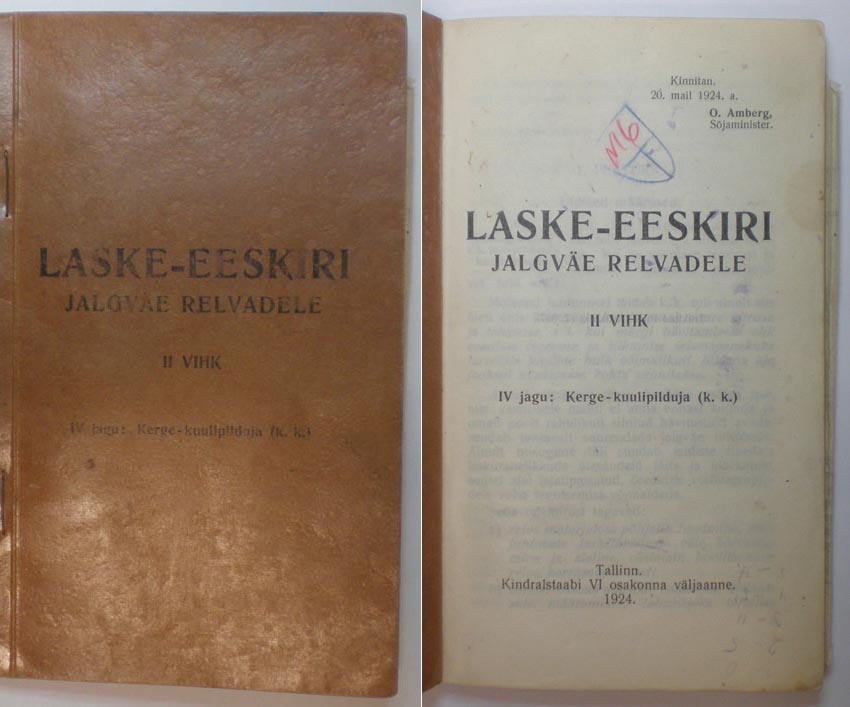 LASKE-EESKIRI
JALGVÄE RELVADELE
II VIHK
IV jagu: Kerge-kuulipilduja (k. k.)
Kinnitan.
20. mail 1924. a.
O. Amberg,
Sõjaminister.
M6
LASKE-EESKIRI
JALGVÄE RELVADELE
II VIHK
IV jagu: Kerge-kuulipilduja (k. k.)
Tallinn.
Kindralstaabi VI osakonna väljaanne.
1924.